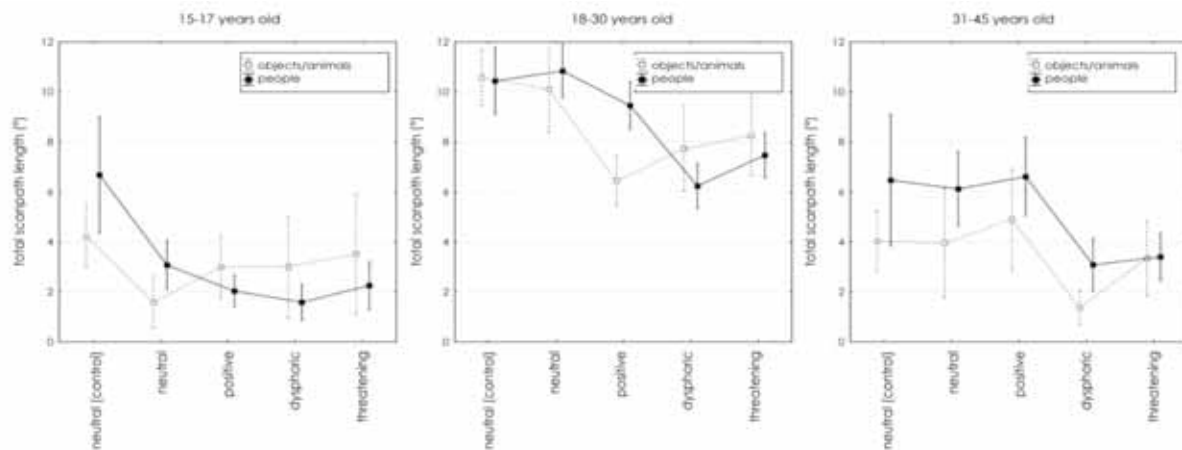 15-17 years old
total scanpath length [°]
12
10
8
6
4
2
0
objects/animals
people
neutral (control)
neutral
positive
dysphoric
threatening
18-30 years old
total scanpath length [°]
12
10
8
6
4
2
0
objects/animals
people
neutral (control)
neutral
positive
dysphoric
threatening
31-45 years old
total scanpath length [°]
12
10
8
6
4
2
0
objects/animals
people
neutral (control)
neutral
positive
dysphoric
threatening